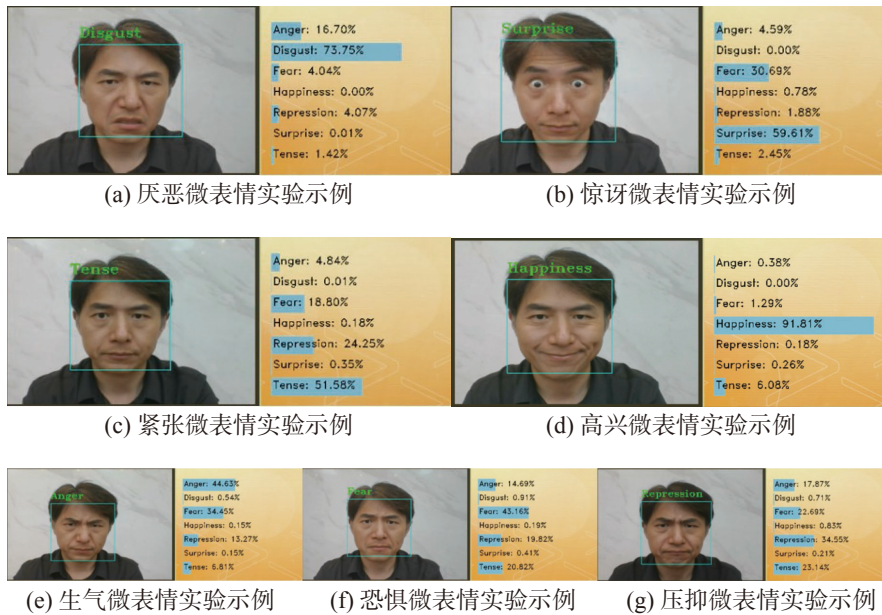 Disgust
Anger: 16.70%
Disgust: 73.75%
Fear: 4.04%
Happiness: 0.00%
Repression: 4.07%
Surprise: 0.01%
Tense: 1.42%
(a) 厌恶微表情实验示例
Surprise
Anger: 4.59%
Disgust: 0.00%
Fear: 30.69%
Happiness: 0.78%
Repression: 1.88%
Surprise: 59.61%
Tense: 2.45%
(b) 惊讶微表情实验示例
Tense
Anger: 4.84%
Disgust: 0.01%
Fear: 18.80%
Happiness: 0.18%
Repression: 24.25%
Surprise: 0.35%
Tense: 51.58%
(c) 紧张微表情实验示例
Happiness
Anger: 0.38%
Disgust: 0.00%
Fear: 1.29%
Happiness: 91.81%
Repression: 0.18%
Surprise: 0.26%
Tense: 6.08%
(d) 高兴微表情实验示例
Anger
Anger: 44.63%
Disgust: 0.54%
Fear: 34.45%
Happiness: 0.15%
Repression: 13.27%
Surprise: 0.15%
Tense: 6.81%
(e) 生气微表情实验示例
Fear
Anger: 14.69%
Disgust: 0.91%
Fear: 43.16%
Happiness: 0.19%
Repression: 19.82%
Surprise: 0.41%
Tense: 20.82%
(f) 恐惧微表情实验示例
Repression
Anger: 17.87%
Disgust: 0.71%
Fear: 22.69%
Happiness: 0.83%
Repression: 34.55%
Surprise: 0.21%
Tense: 23.14%
(g) 压抑微表情实验示例